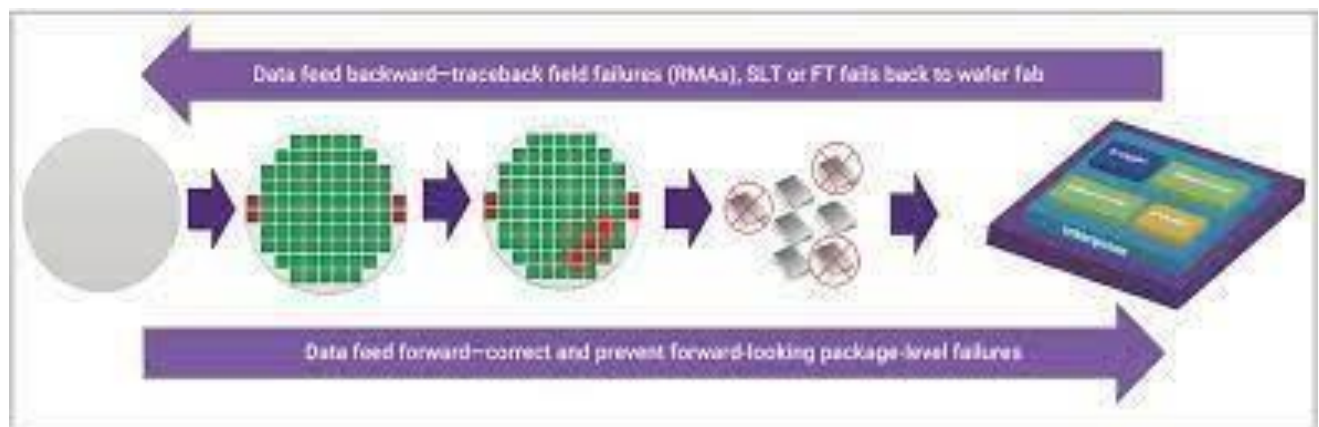 Data feed backward—traceback field failures (RMAs), SLT or FT fails back to wafer fab
Interposer
Data feed forward—correct and prevent forward-looking package-level failures